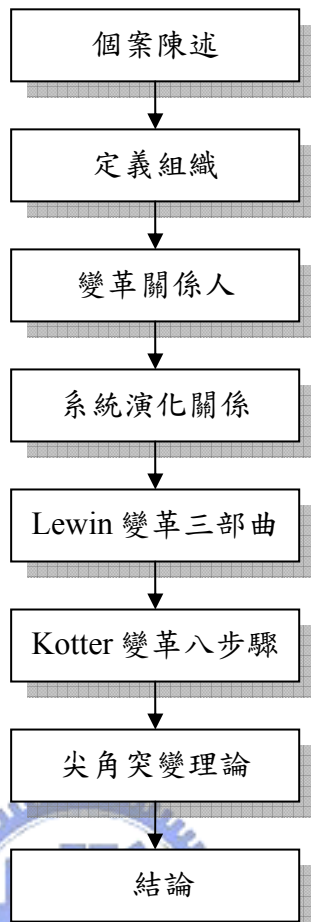 個案陳述
定義組織
變革關係人
系統演化關係
Lewin 變革三部曲
Kotter 變革八步驟
尖角突變理論
結論